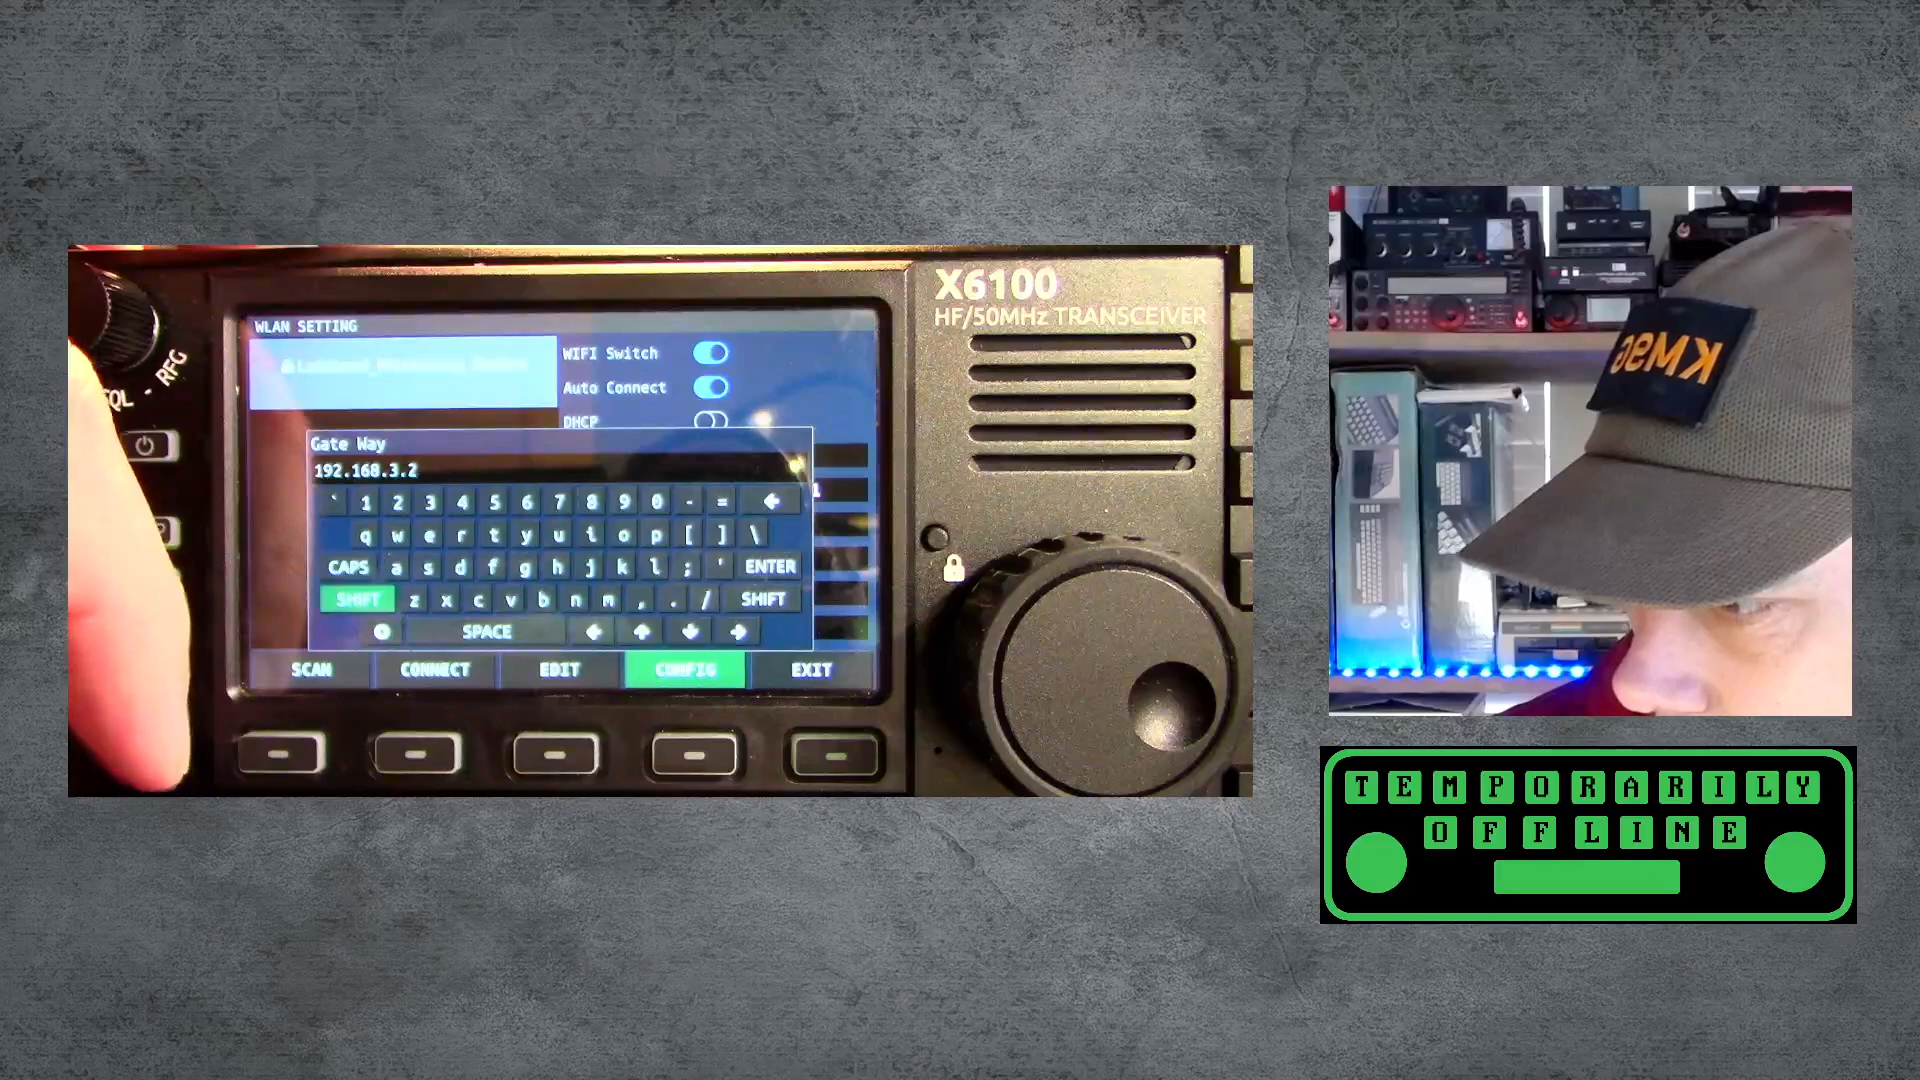 X6100
HF/50MHz TRANSCEIVER
SQL - RFG
WLAN SETTING
WIFI Switch
Auto Connect
DHCP
Gate Way
192.168.3.2
1
` 1 2 3 4 5 6 7 8 9 0 - =
q w e r t y u i o p [ ] \
CAPS a s d f g h j k l ; ' ENTER
SHIFT z x c v b n m , . / SHIFT
SPACE
SCAN CONNECT EDIT CONFIG EXIT
TEMPORARILY
OFFLINE